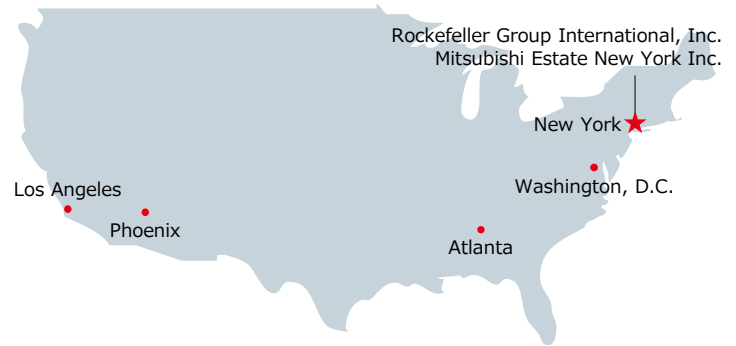 Rockefeller Group International, Inc.
Mitsubishi Estate New York Inc.
New York
Washington, D.C.
Los Angeles
Phoenix
Atlanta